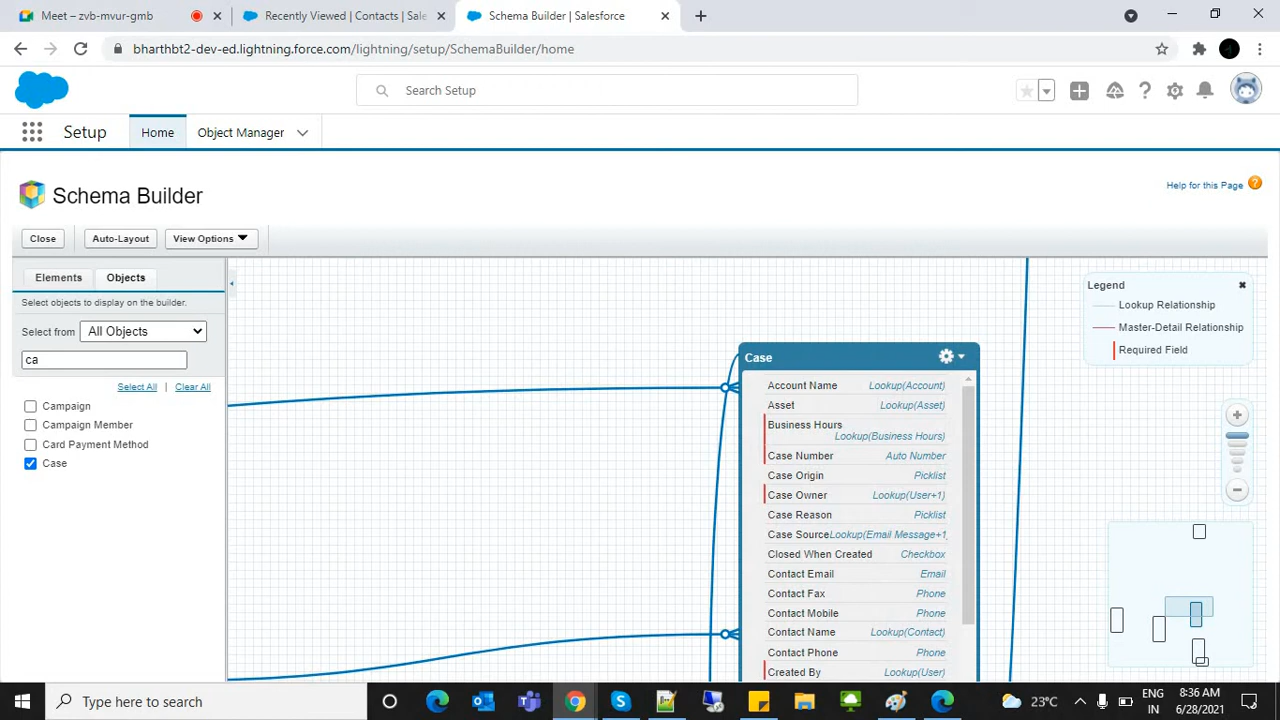 Meet – zvb-mvur-gmb
Recently Viewed | Contacts | Sale
Schema Builder | Salesforce
bharthbt2-dev-ed.lightning.force.com/lightning/setup/SchemaBuilder/home
Search Setup
Setup
Home
Object Manager
Schema Builder
Help for this Page
Close
Auto-Layout
View Options
Elements
Objects
Select objects to display on the builder.
Select from
All Objects
ca
Select All | Clear All
Campaign
Campaign Member
Card Payment Method
Case
Case
Account Name Lookup(Account)
Asset Lookup(Asset)
Business Hours
Lookup(Business Hours)
Case Number Auto Number
Case Origin Picklist
Case Owner Lookup(User+1)
Case Reason Picklist
Case Source Lookup(Email Message+1
Closed When Created Checkbox
Contact Email Email
Contact Fax Phone
Contact Mobile Phone
Contact Name Lookup(Contact)
Contact Phone Phone
Created By Lookup(User)
Legend
Lookup Relationship
Master-Detail Relationship
Required Field
Type here to search
23°C
ENG
IN
8:36 AM
6/28/2021